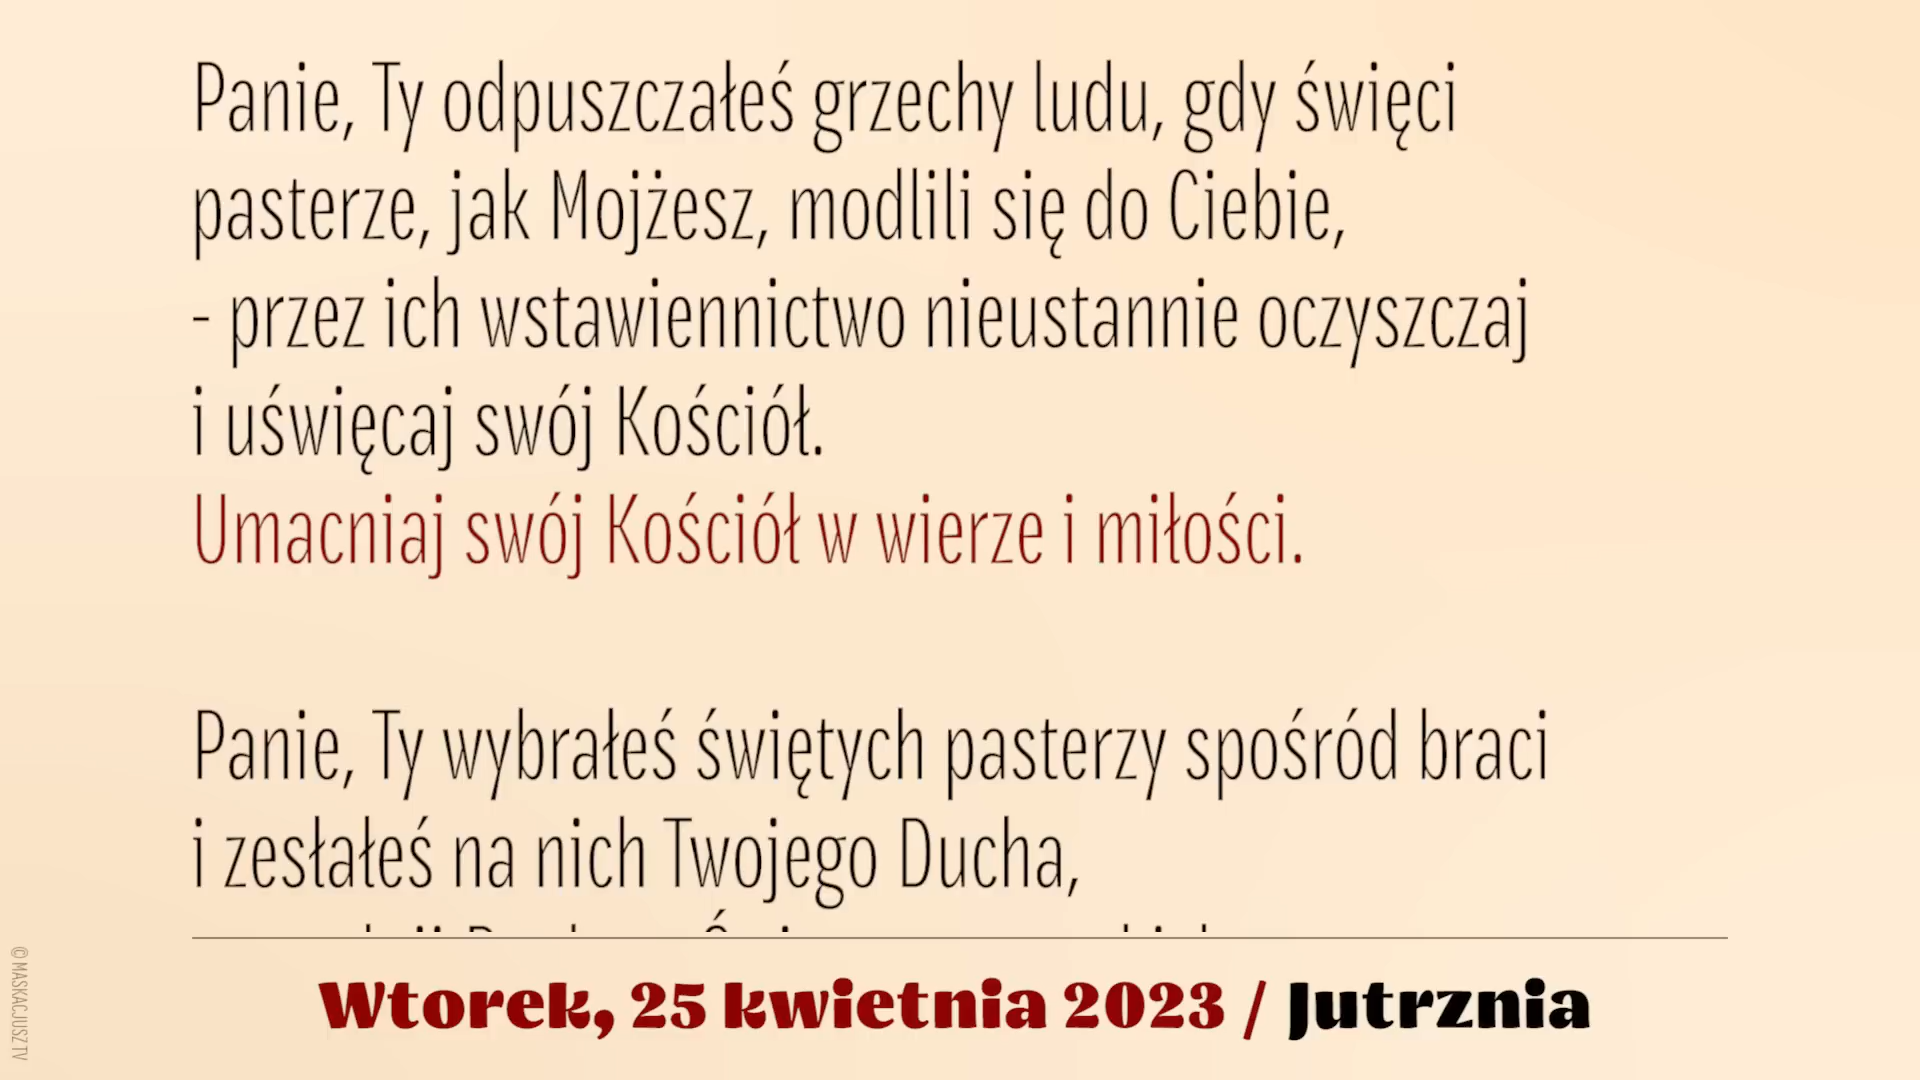 Panie, Ty odpuszczałeś grzechy ludu, gdy święci
pasterze, jak Mojżesz, modlili się do Ciebie,
- przez ich wstawiennictwo nieustannie oczyszczaj
i uświęcaj swój Kościół.
Umacniaj swój Kościół w wierze i miłości.
Panie, Ty wybrałeś świętych pasterzy spośród braci
i zesłałeś na nich Twojego Ducha,
Wtorek, 25 kwietnia 2023 / Jutrznia
© MASKACJUSZ TV